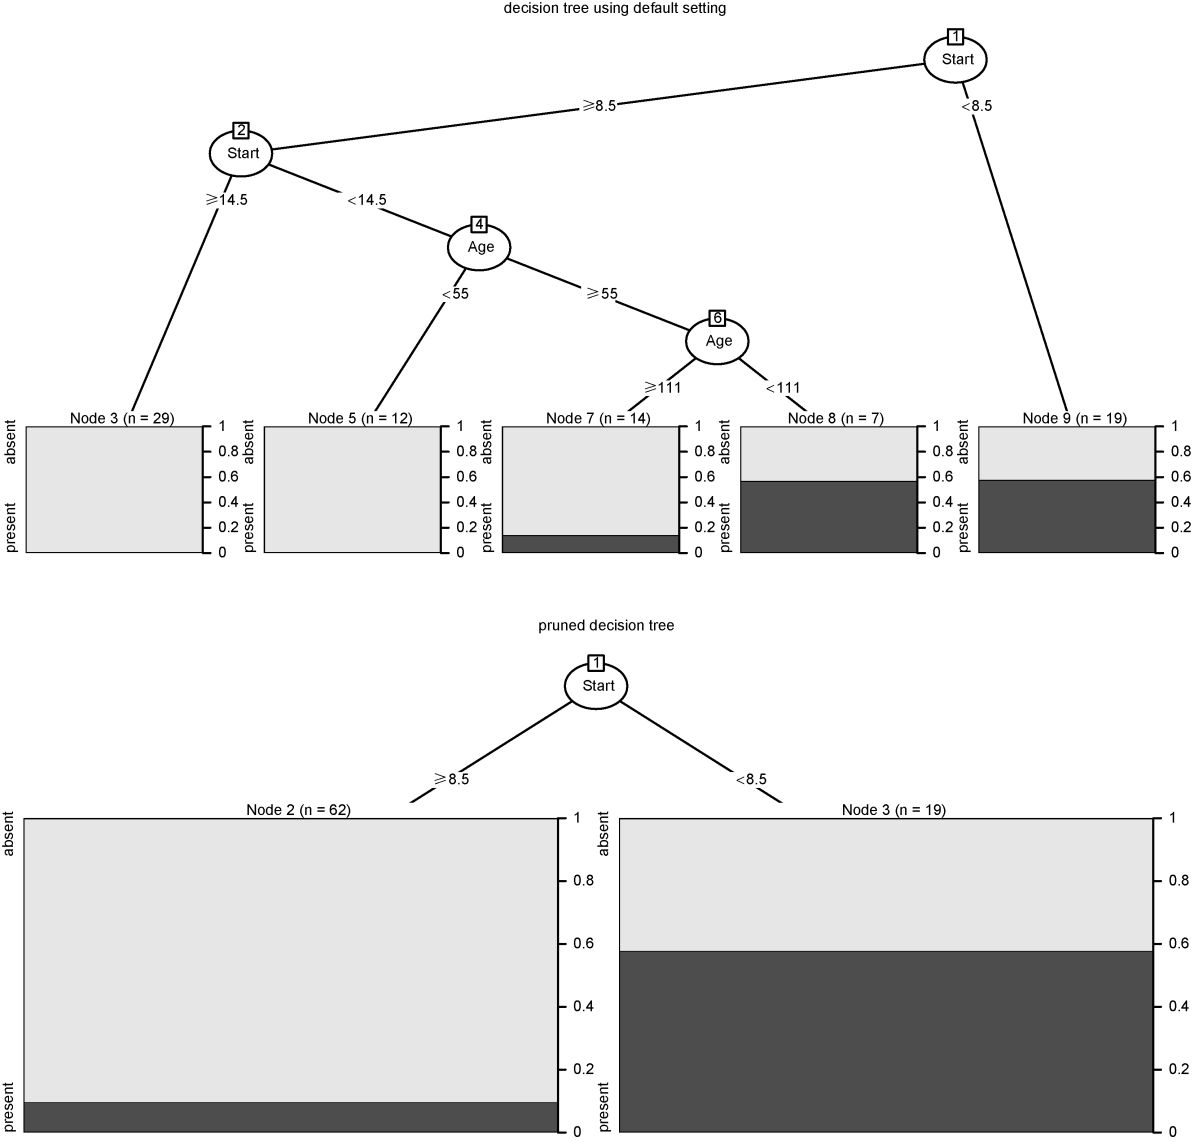 decision tree using default setting
1
Start
≥8.5
<8.5
2
Start
≥14.5
<14.5
4
Age
<55
≥55
6
Age
≥111
<111
Node 3 (n = 29)
absent
present
1
0.8
0.6
0.4
0.2
0
Node 5 (n = 12)
absent
present
1
0.8
0.6
0.4
0.2
0
Node 7 (n = 14)
absent
present
1
0.8
0.6
0.4
0.2
0
Node 8 (n = 7)
absent
present
1
0.8
0.6
0.4
0.2
0
Node 9 (n = 19)
absent
present
1
0.8
0.6
0.4
0.2
0
pruned decision tree
1
Start
≥8.5
<8.5
Node 2 (n = 62)
absent
present
1
0.8
0.6
0.4
0.2
0
Node 3 (n = 19)
absent
present
1
0.8
0.6
0.4
0.2
0